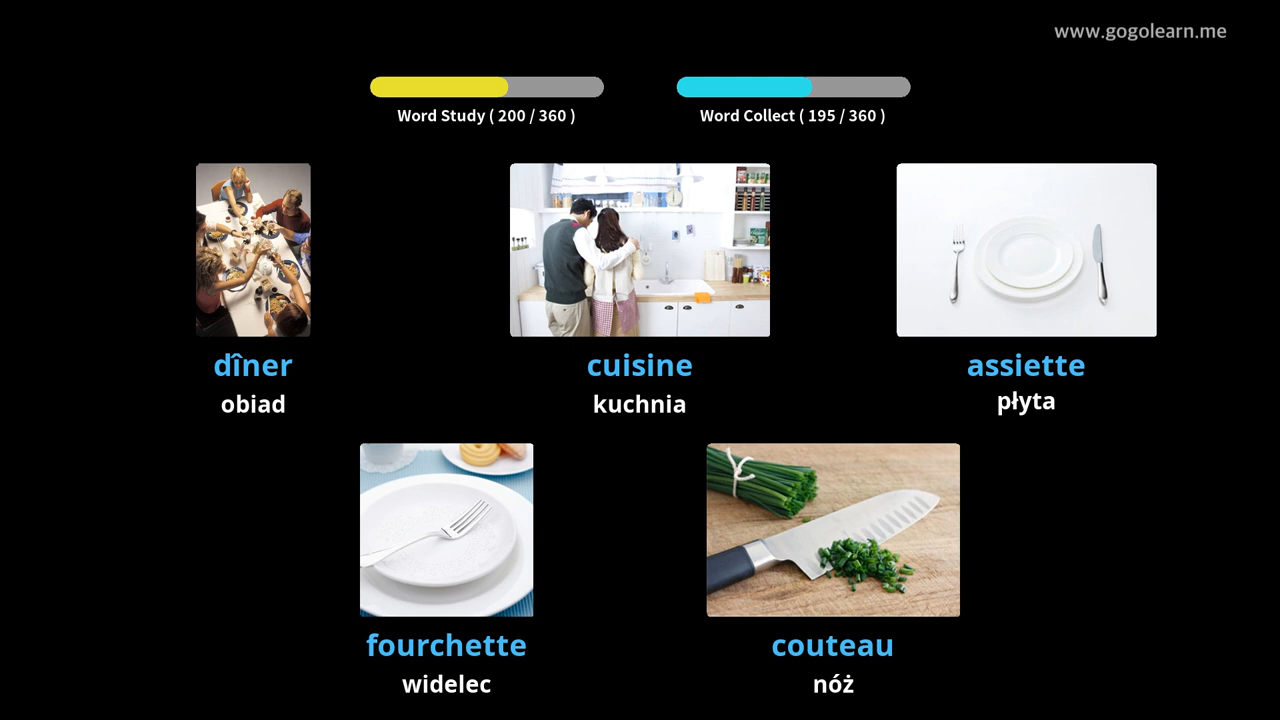 www.gogolearn.me
Word Study ( 200 / 360 )
Word Collect ( 195 / 360 )
dîner
obiad
cuisine
kuchnia
assiette
płyta
fourchette
widelec
couteau
nóż